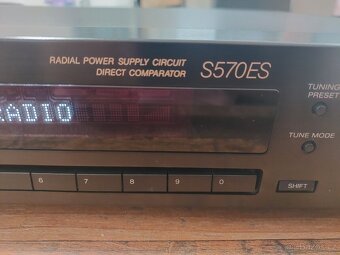 RADIAL POWER SUPPLY CIRCUIT
DIRECT COMPARATOR
S570ES
TUNING
PRESET
RADIO
TUNE MODE
6 7 8 9 0
SHIFT